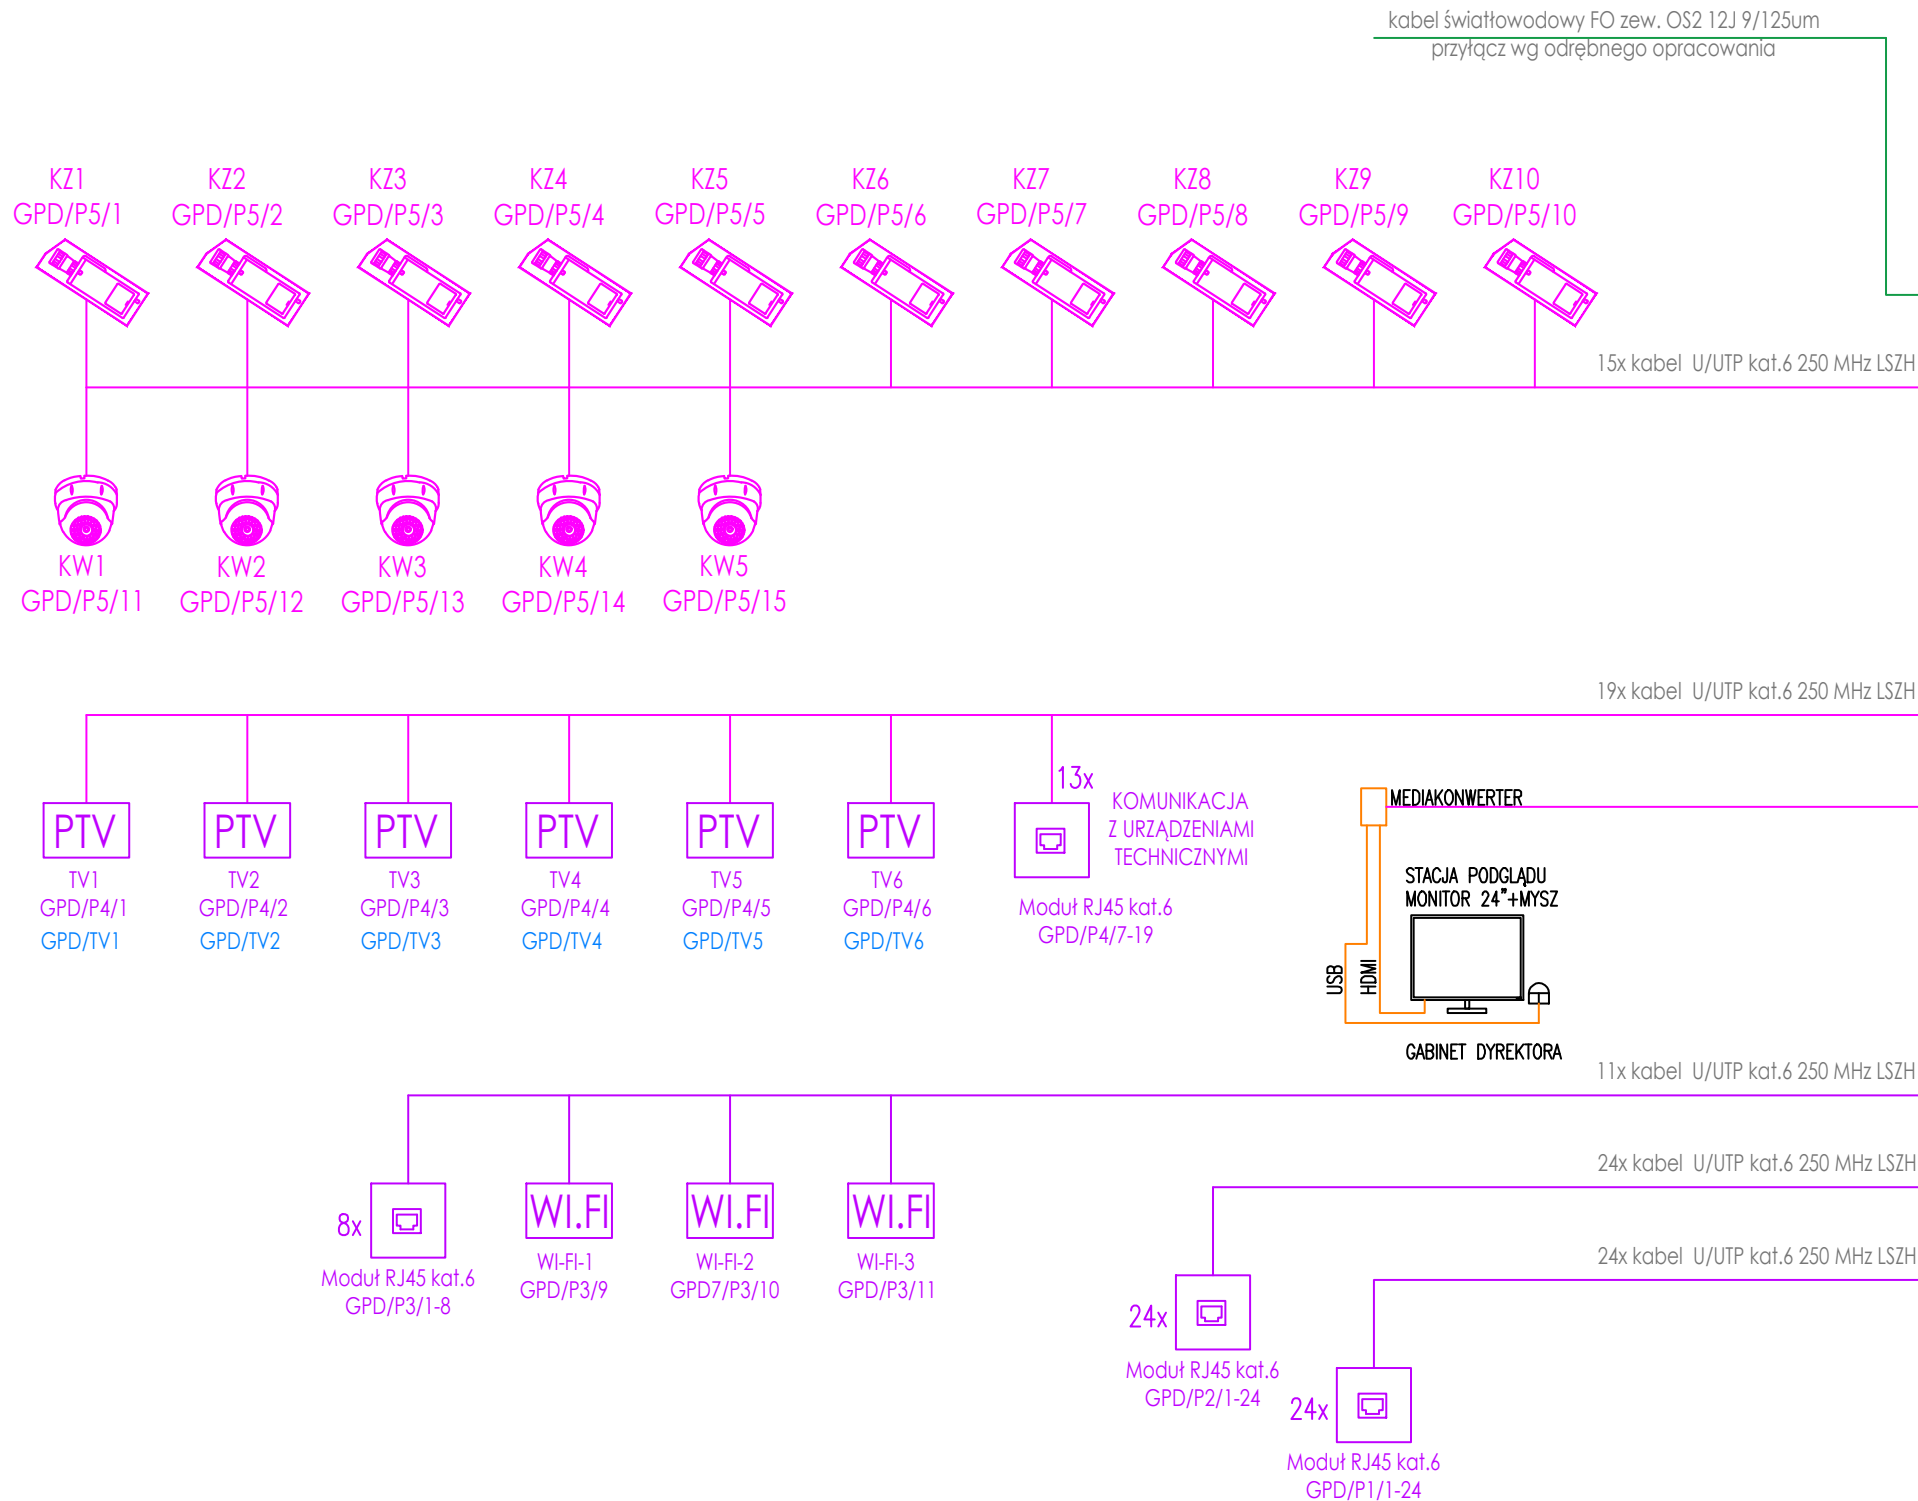 kabel światłowodowy FO zew. OS2 12J 9/125um
przyłącz wg odrębnego opracowania
KZ1 KZ2 KZ3 KZ4 KZ5 KZ6 KZ7 KZ8 KZ9 KZ10
GPD/P5/1 GPD/P5/2 GPD/P5/3 GPD/P5/4 GPD/P5/5 GPD/P5/6 GPD/P5/7 GPD/P5/8 GPD/P5/9 GPD/P5/10
15x kabel U/UTP kat.6 250 MHz LSZH
KW1 KW2 KW3 KW4 KW5
GPD/P5/11 GPD/P5/12 GPD/P5/13 GPD/P5/14 GPD/P5/15
19x kabel U/UTP kat.6 250 MHz LSZH
PTV PTV PTV PTV PTV PTV
TV1 TV2 TV3 TV4 TV5 TV6
GPD/P4/1 GPD/P4/2 GPD/P4/3 GPD/P4/4 GPD/P4/5 GPD/P4/6
GPD/TV1 GPD/TV2 GPD/TV3 GPD/TV4 GPD/TV5 GPD/TV6
13x
KOMUNIKACJA
Z URZĄDZENIAMI
TECHNICZNYMI
Moduł RJ45 kat.6
GPD/P4/7-19
MEDIAKONWERTER
STACJA PODGLĄDU
MONITOR 24"+MYSZ
USB
HDMI
GABINET DYREKTORA
11x kabel U/UTP kat.6 250 MHz LSZH
8x
Moduł RJ45 kat.6
GPD/P3/1-8
WI.FI WI.FI WI.FI
WI-FI-1 WI-FI-2 WI-FI-3
GPD/P3/9 GPD7/P3/10 GPD/P3/11
24x kabel U/UTP kat.6 250 MHz LSZH
24x
Moduł RJ45 kat.6
GPD/P2/1-24
24x kabel U/UTP kat.6 250 MHz LSZH
24x
Moduł RJ45 kat.6
GPD/P1/1-24